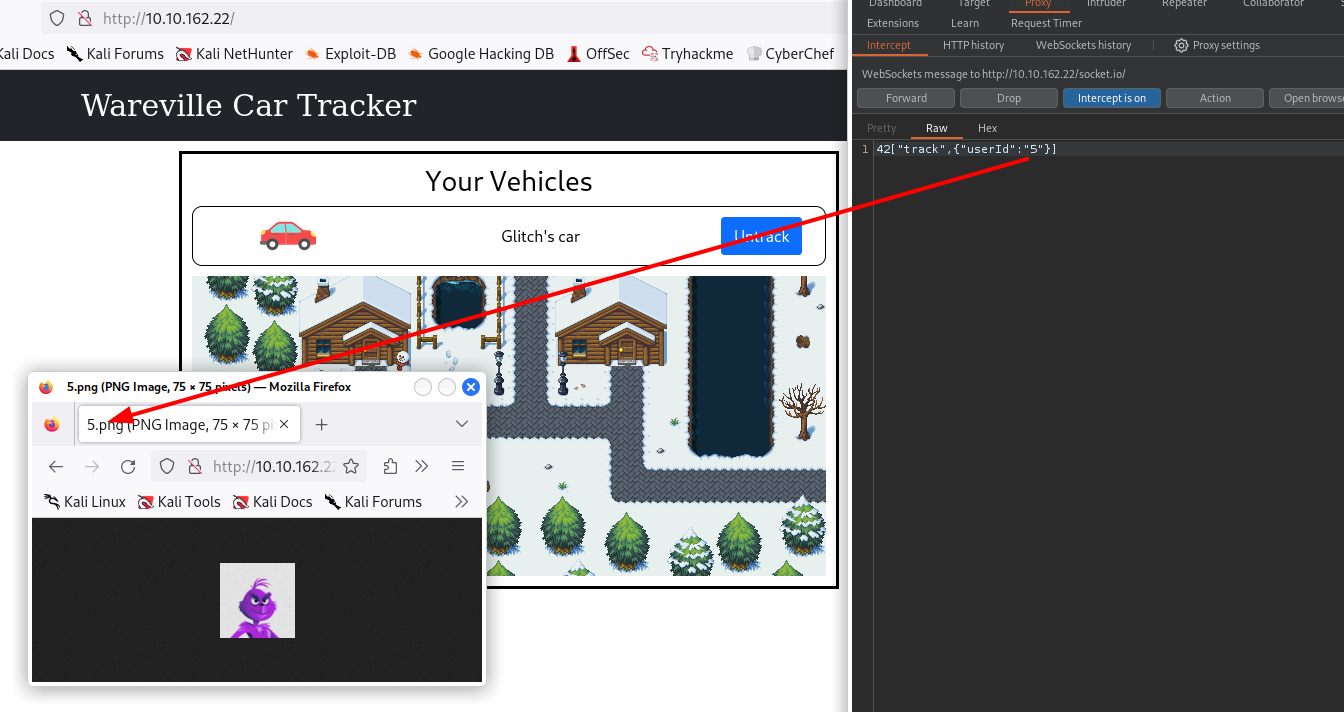 http://10.10.162.22/
Kali Docs Kali Forums Kali NetHunter Exploit-DB Google Hacking DB OffSec Tryhackme CyberChef
Wareville Car Tracker
Your Vehicles
Glitch's car Untrack
5.png (PNG Image, 75 × 75 pixels) — Mozilla Firefox
5.png (PNG Image, 75 × 75 pi
http://10.10.162.22
Kali Linux Kali Tools Kali Docs Kali Forums
Dashboard Target Proxy Intruder Repeater Collaborator
Extensions Learn Request Timer
Intercept HTTP history WebSockets history Proxy settings
WebSockets message to http://10.10.162.22/socket.io/
Forward Drop Intercept is on Action Open browse
Pretty Raw Hex
1 42["track",{"userId":"5"}]